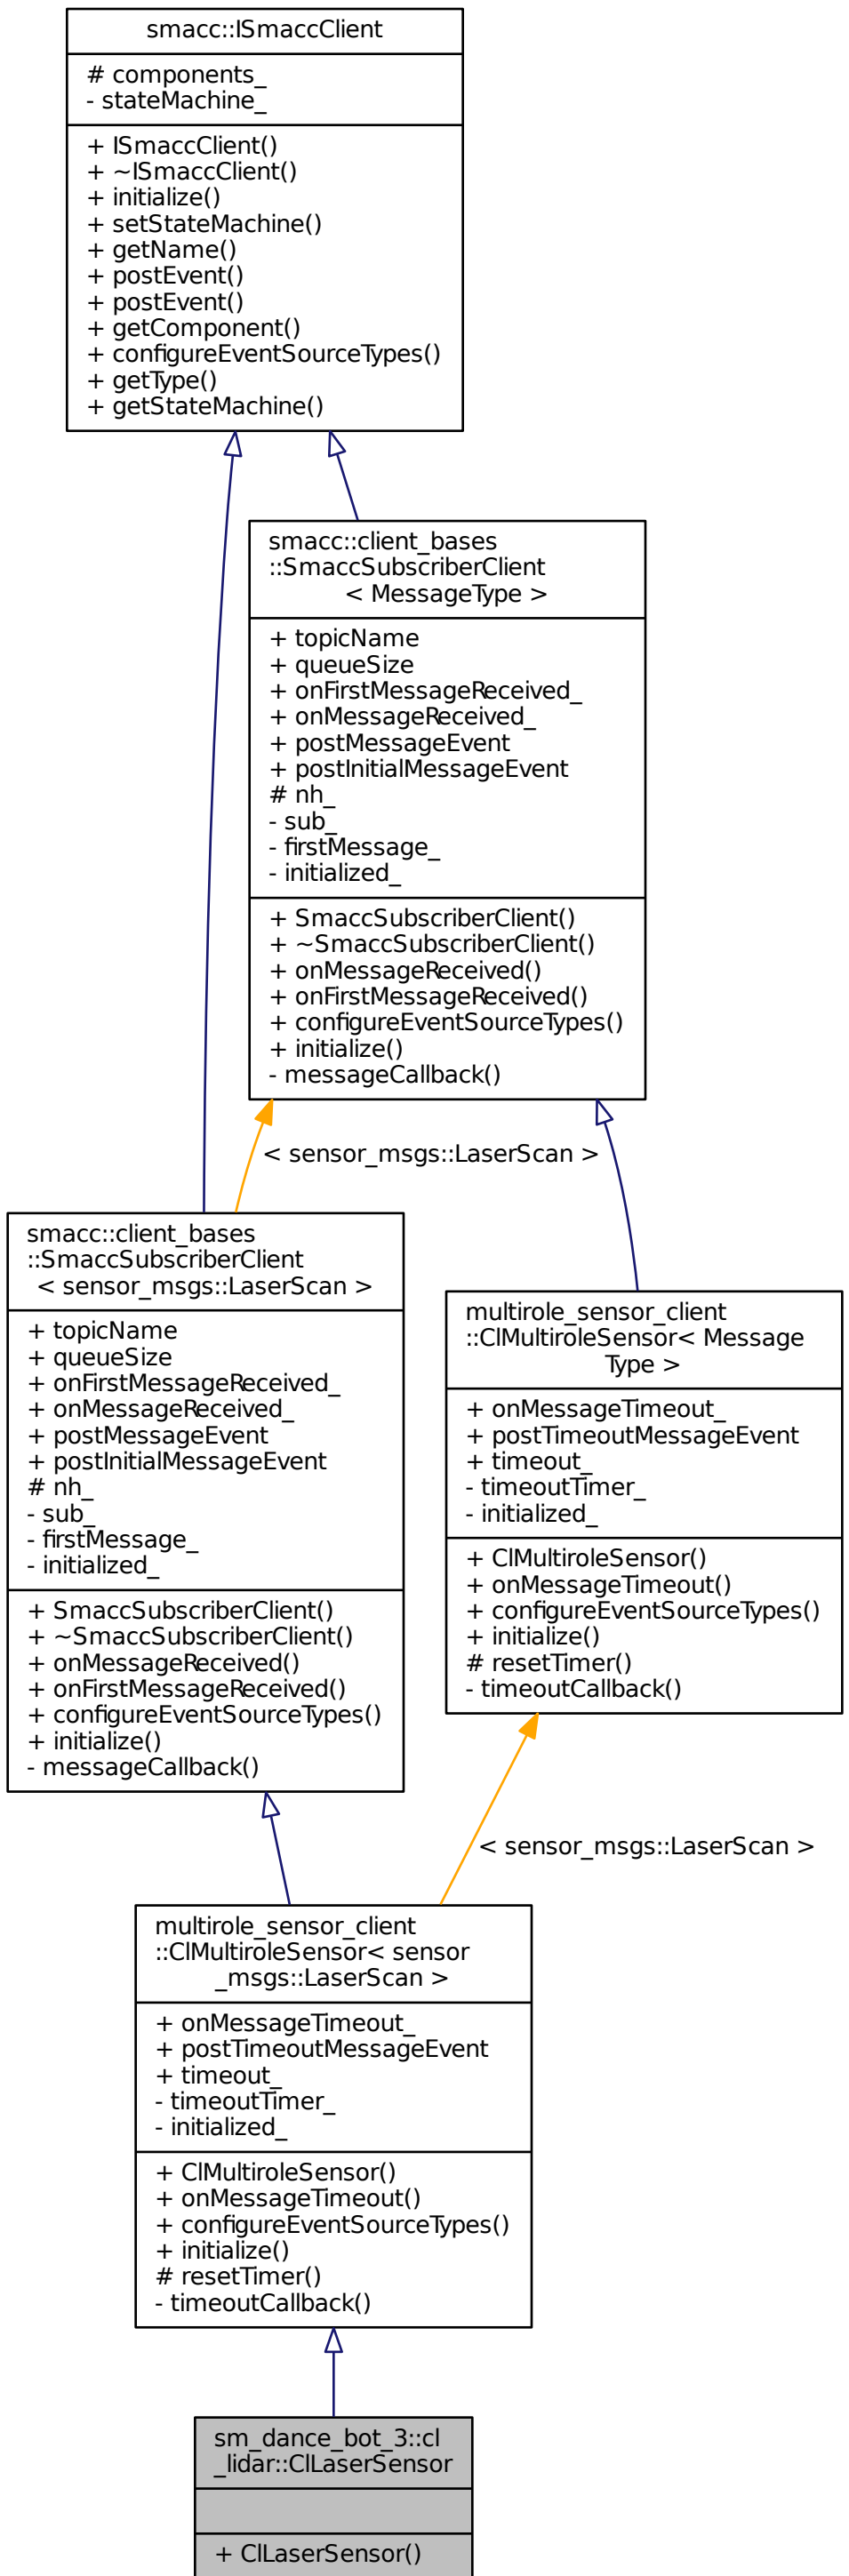 smacc::ISmaccClient
# components_
- stateMachine_
+ ISmaccClient()
+ ~ISmaccClient()
+ initialize()
+ setStateMachine()
+ getName()
+ postEvent()
+ postEvent()
+ getComponent()
+ configureEventSourceTypes()
+ getType()
+ getStateMachine()
smacc::client_bases
::SmaccSubscriberClient
< MessageType >
+ topicName
+ queueSize
+ onFirstMessageReceived_
+ onMessageReceived_
+ postMessageEvent
+ postInitialMessageEvent
# nh_
- sub_
- firstMessage_
- initialized_
+ SmaccSubscriberClient()
+ ~SmaccSubscriberClient()
+ onMessageReceived()
+ onFirstMessageReceived()
+ configureEventSourceTypes()
+ initialize()
- messageCallback()
< sensor_msgs::LaserScan >
smacc::client_bases
::SmaccSubscriberClient
< sensor_msgs::LaserScan >
+ topicName
+ queueSize
+ onFirstMessageReceived_
+ onMessageReceived_
+ postMessageEvent
+ postInitialMessageEvent
# nh_
- sub_
- firstMessage_
- initialized_
+ SmaccSubscriberClient()
+ ~SmaccSubscriberClient()
+ onMessageReceived()
+ onFirstMessageReceived()
+ configureEventSourceTypes()
+ initialize()
- messageCallback()
multirole_sensor_client
::ClMultiroleSensor< Message
Type >
+ onMessageTimeout_
+ postTimeoutMessageEvent
+ timeout_
- timeoutTimer_
- initialized_
+ ClMultiroleSensor()
+ onMessageTimeout()
+ configureEventSourceTypes()
+ initialize()
# resetTimer()
- timeoutCallback()
< sensor_msgs::LaserScan >
multirole_sensor_client
::ClMultiroleSensor< sensor
_msgs::LaserScan >
+ onMessageTimeout_
+ postTimeoutMessageEvent
+ timeout_
- timeoutTimer_
- initialized_
+ ClMultiroleSensor()
+ onMessageTimeout()
+ configureEventSourceTypes()
+ initialize()
# resetTimer()
- timeoutCallback()
sm_dance_bot_3::cl
_lidar::ClLaserSensor
+ ClLaserSensor()